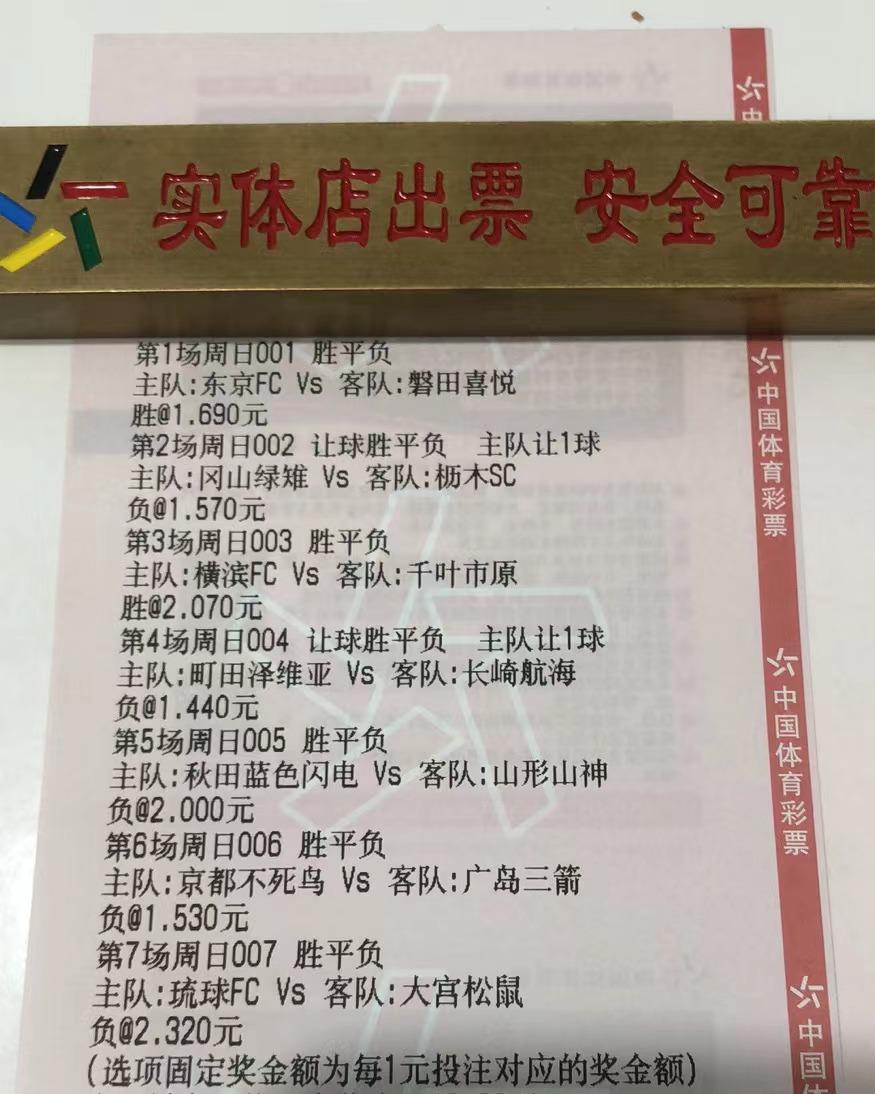 实体店出票 安全可靠
第1场周日001 胜平负
主队:东京FC Vs 客队:磐田喜悦
胜@1.690元
第2场周日002 让球胜平负 主队让1球
主队:冈山绿雉 Vs 客队:枥木SC
负@1.570元
第3场周日003 胜平负
主队:横滨FC Vs 客队:千叶市原
胜@2.070元
第4场周日004 让球胜平负 主队让1球
主队:町田泽维亚 Vs 客队:长崎航海
负@1.440元
第5场周日005 胜平负
主队:秋田蓝色闪电 Vs 客队:山形山神
负@2.000元
第6场周日006 胜平负
主队:京都不死鸟 Vs 客队:广岛三箭
负@1.530元
第7场周日007 胜平负
主队:琉球FC Vs 客队:大宫松鼠
负@2.320元
(选项固定奖金额为每1元投注对应的奖金额)
中
中国体育彩票
中国体育彩票
中国体